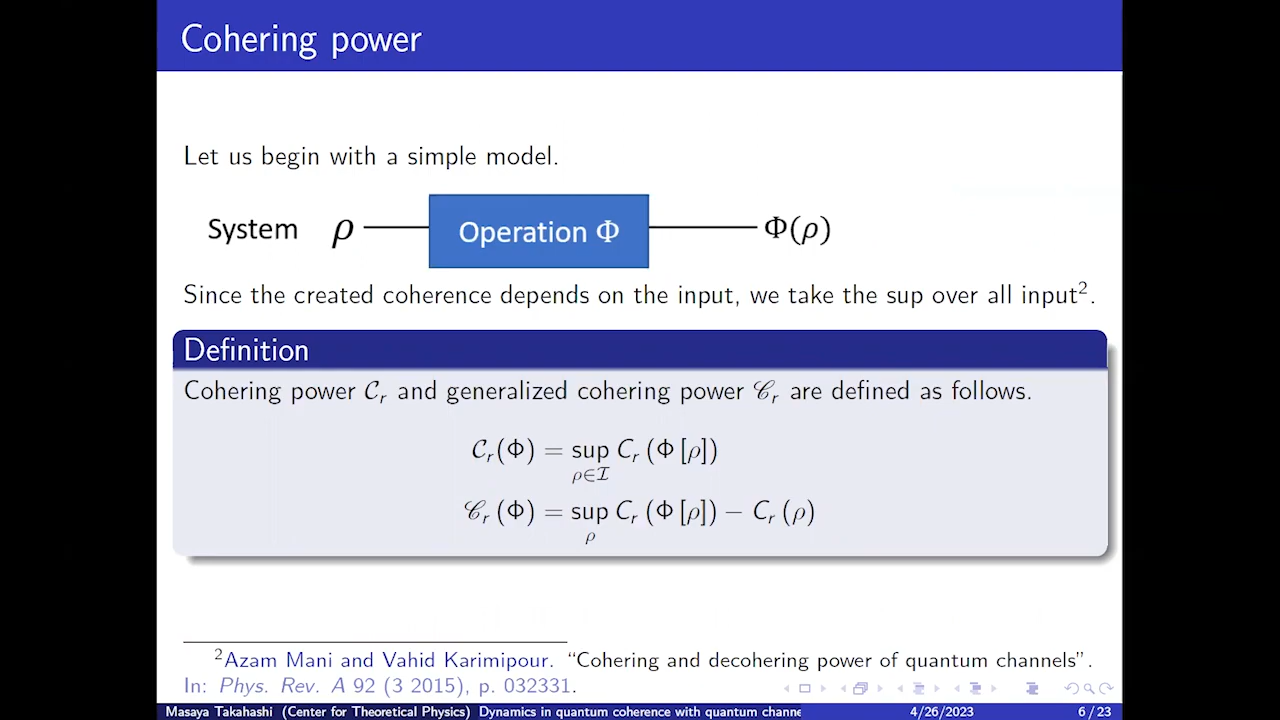 Cohering power
Let us begin with a simple model.
System ρ Operation Φ Φ(ρ)
Since the created coherence depends on the input, we take the sup over all input².
Definition
Cohering power 𝒞ᵣ and generalized cohering power 𝒞ᵣ are defined as follows.
𝒞ᵣ(Φ) = sup Cᵣ (Φ [ρ])
ρ∈ℐ
𝒞ᵣ (Φ) = sup Cᵣ (Φ [ρ]) − Cᵣ (ρ)
ρ
²Azam Mani and Vahid Karimipour. “Cohering and decohering power of quantum channels”.
In: Phys. Rev. A 92 (3 2015), p. 032331.
Masaya Takahashi (Center for Theoretical Physics) Dynamics in quantum coherence with quantum channe 4/26/2023 6 / 23